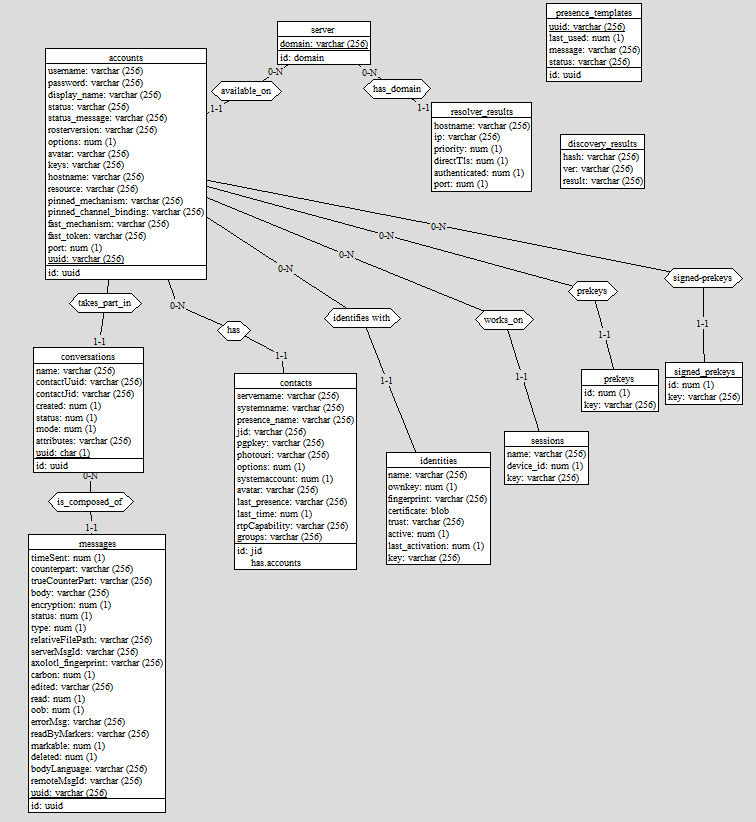 server
domain: varchar (256)
id: domain
presence_templates
uuid: varchar (256)
last_used: num (1)
message: varchar (256)
status: varchar (256)
id: uuid
accounts
username: varchar (256)
password: varchar (256)
display_name: varchar (256)
status: varchar (256)
status_message: varchar (256)
rosterversion: varchar (256)
options: num (1)
avatar: varchar (256)
keys: varchar (256)
hostname: varchar (256)
resource: varchar (256)
pinned_mechanism: varchar (256)
pinned_channel_binding: varchar (256)
fast_mechanism: varchar (256)
fast_token: varchar (256)
port: num (1)
uuid: varchar (256)
id: uuid
0-N
available_on
1-1
0-N
has_domain
1-1
resolver_results
hostname: varchar (256)
ip: varchar (256)
priority: num (1)
directTls: num (1)
authenticated: num (1)
port: num (1)
discovery_results
hash: varchar (256)
ver: varchar (256)
result: varchar (256)
0-N
signed-prekeys
1-1
0-N
prekeys
1-1
0-N
works_on
1-1
0-N
identifies with
1-1
0-N
has
1-1
takes_part_in
1-1
conversations
name: varchar (256)
contactUuid: varchar (256)
contactJid: varchar (256)
created: num (1)
status: num (1)
mode: num (1)
attributes: varchar (256)
uuid: char (1)
id: uuid
0-N
is_composed_of
1-1
contacts
servername: varchar (256)
systemname: varchar (256)
presence_name: varchar (256)
jid: varchar (256)
pgpkey: varchar (256)
photouri: varchar (256)
options: num (1)
systemaccount: num (1)
avatar: varchar (256)
last_presence: varchar (256)
last_time: num (1)
rtpCapability: varchar (256)
groups: varchar (256)
id: jid
has.accounts
identities
name: varchar (256)
ownkey: num (1)
fingerprint: varchar (256)
certificate: blob
trust: varchar (256)
active: num (1)
last_activation: num (1)
key: varchar (256)
sessions
name: varchar (256)
device_id: num (1)
key: varchar (256)
prekeys
id: num (1)
key: varchar (256)
signed_prekeys
id: num (1)
key: varchar (256)
messages
timeSent: num (1)
counterpart: varchar (256)
trueCounterPart: varchar (256)
body: varchar (256)
encryption: num (1)
status: num (1)
type: num (1)
relativeFilePath: varchar (256)
serverMsgId: varchar (256)
axolotl_fingerprint: varchar (256)
carbon: num (1)
edited: varchar (256)
read: num (1)
oob: num (1)
errorMsg: varchar (256)
readByMarkers: varchar (256)
markable: num (1)
deleted: num (1)
bodyLanguage: varchar (256)
remoteMsgId: varchar (256)
uuid: varchar (256)
id: uuid